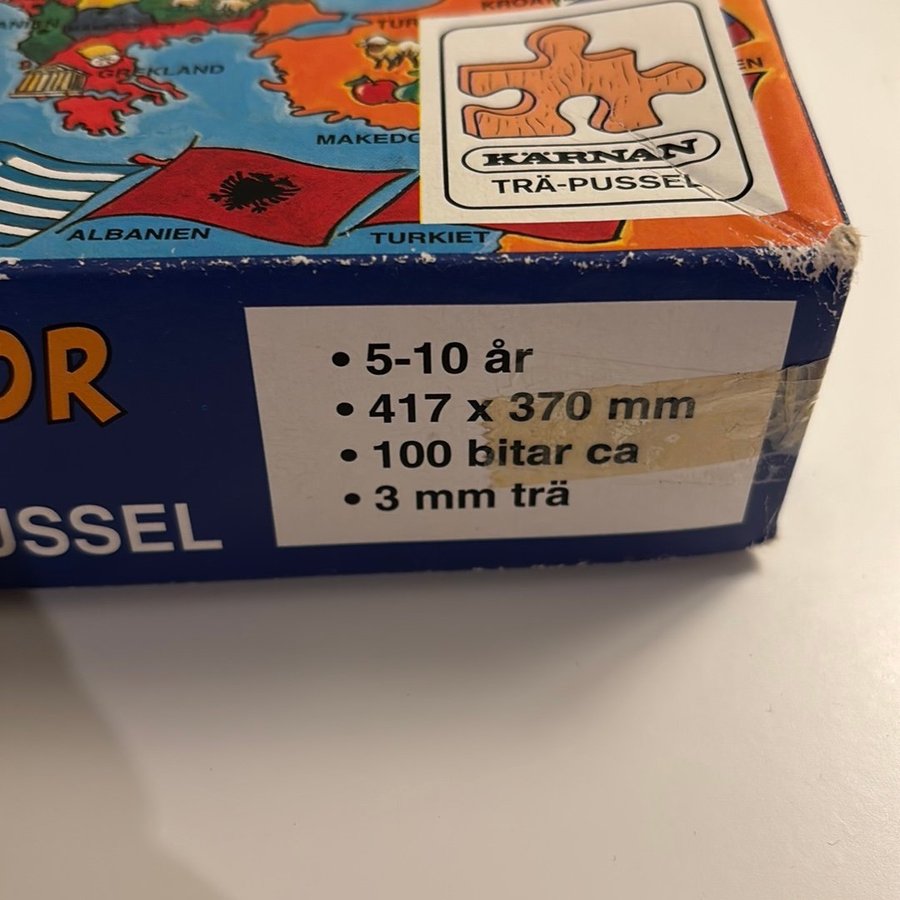 GREKLAND
MAKEDO
KÄRNAN
TRÄ-PUSSEL
ALBANIEN
TURKIET
OR
USSEL
• 5-10 år
• 417 x 370 mm
• 100 bitar ca
• 3 mm trä